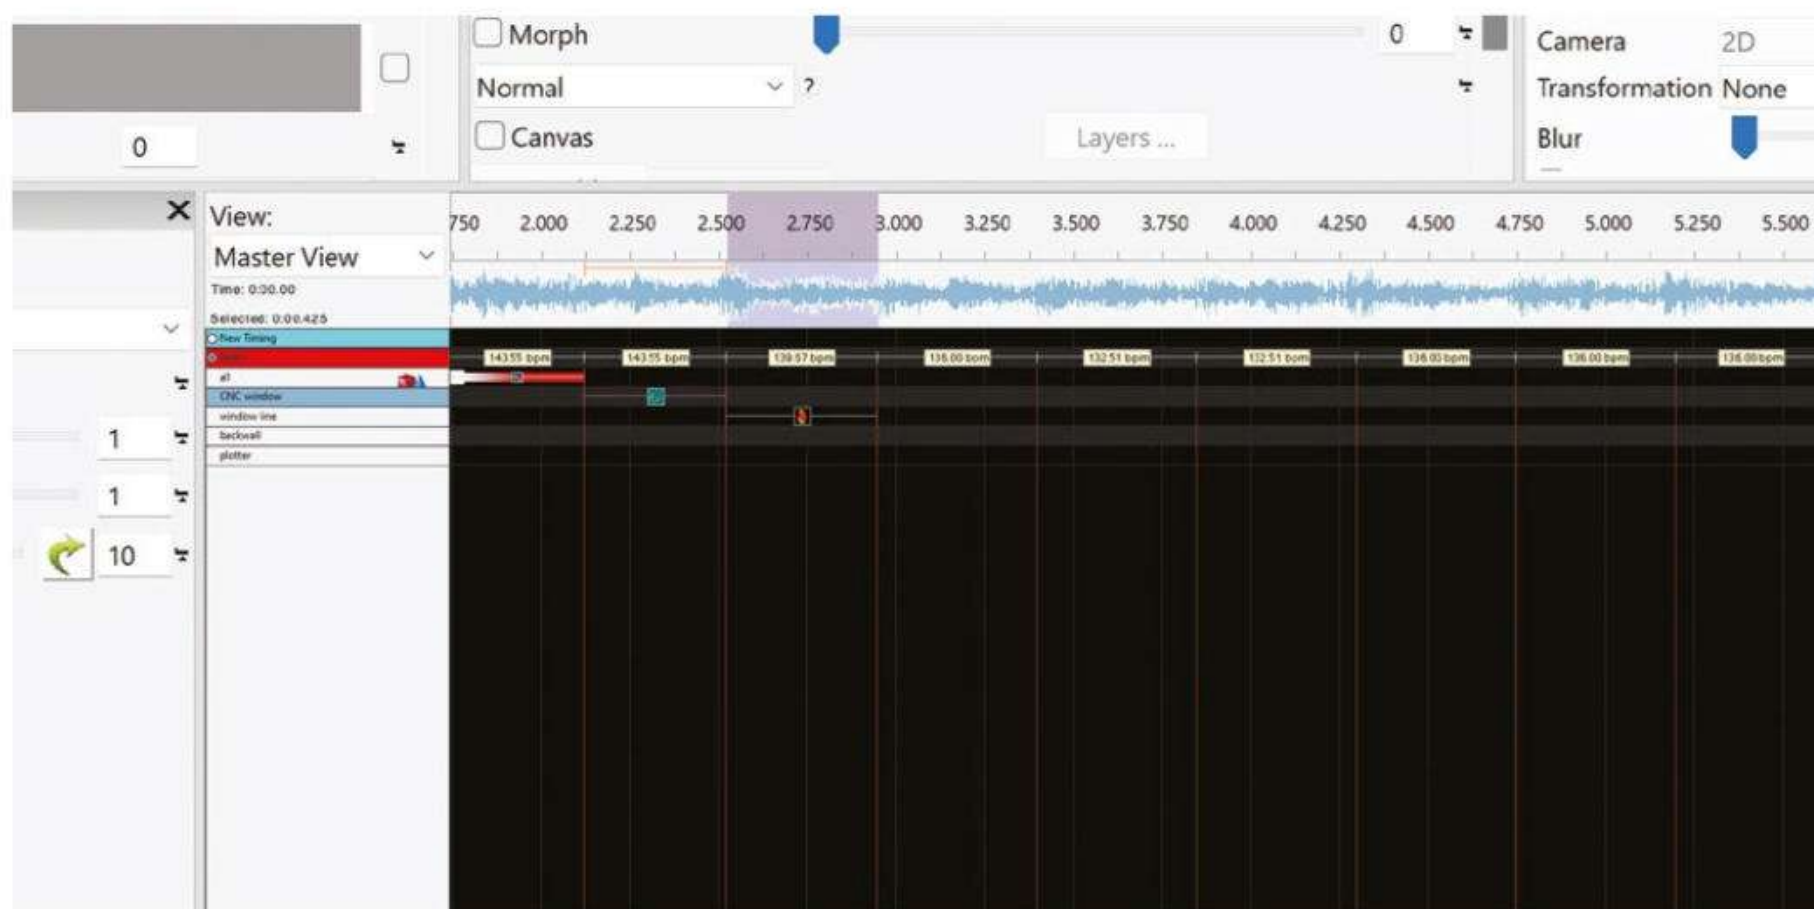 Morph 0
Camera 2D
Normal ?
Transformation None
Canvas Layers ...
Blur
0
View:
750 2.000 2.250 2.500 2.750 3.000 3.250 3.500 3.750 4.000 4.250 4.500 4.750 5.000 5.250 5.500
Master View
Time: 0:00.00
Selected: 0:00.425
New Timing
143.55 bpm 143.55 bpm 139.57 bpm 136.00 bpm 132.51 bpm 132.51 bpm 136.00 bpm 136.00 bpm 136.00 bpm
all
CNC window
window line
backwall
plotter
1
1
10